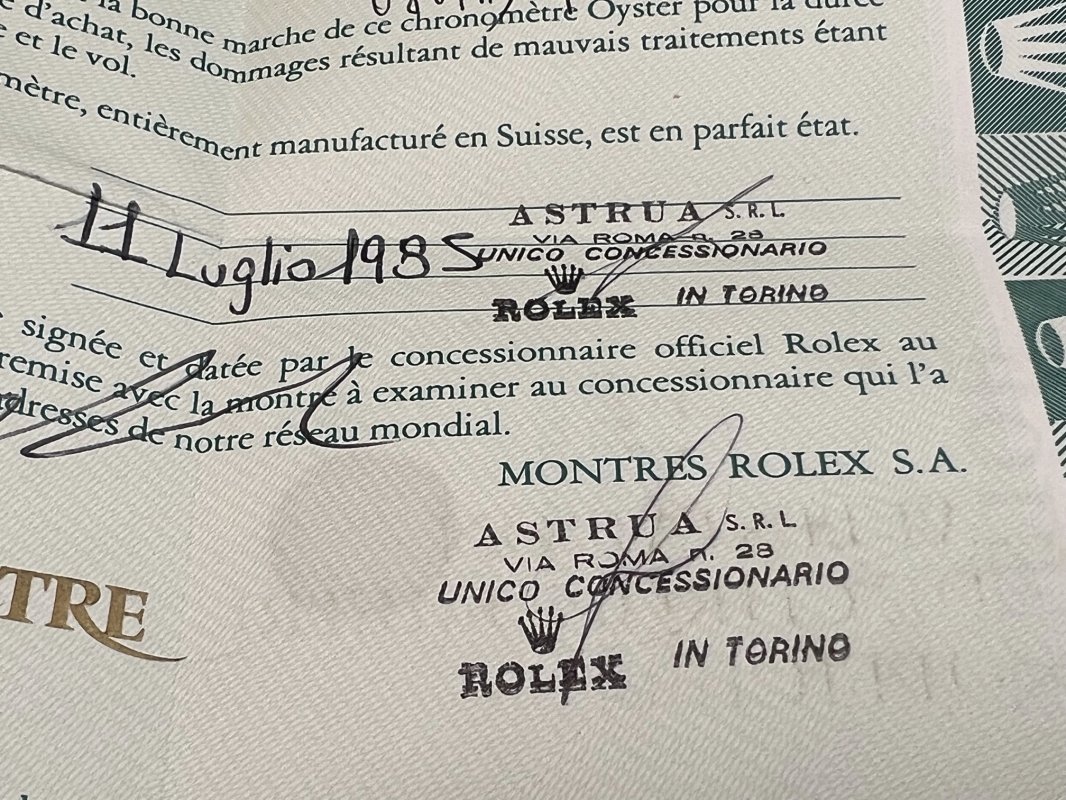 la bonne marche de ce chronomètre Oyster pour la durée
d'achat, les dommages résultant de mauvais traitements étant
et le vol.
mètre, entièrement manufacturé en Suisse, est en parfait état.
ASTRUA S.R.L.
VIA ROMA N. 28
11 Luglio 1985 UNICO CONCESSIONARIO
ROLEX IN TORINO
signée et datée par le concessionnaire officiel Rolex au
remise avec la montre à examiner au concessionnaire qui l'a
adresses de notre réseau mondial.
MONTRES ROLEX S.A.
ASTRUA S.R.L
VIA ROMA N. 28
UNICO CONCESSIONARIO
ROLEX IN TORINO
TRE